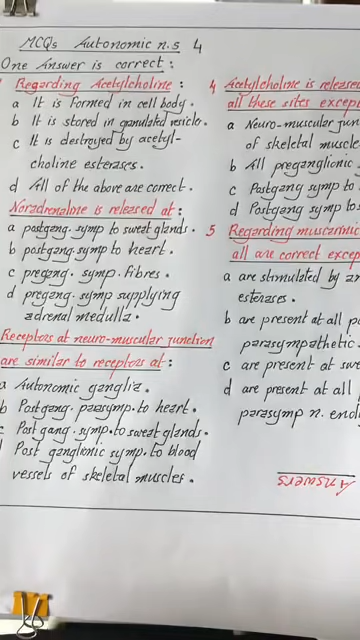 MCQs Autonomic n.s 4
One Answer is correct:
Regarding Acetylcholine:
a It is Formed in cell body.
b It is stored in granulated vesicles.
c It is destroyed by acetyl-
choline esterases.
d All of the above are correct.
Noradrenaline is released at:
a postgang. symp to sweat glands.
b postgang. symp to heart.
c pregang. symp. fibres.
d pregang. symp supplying
adrenal medulla.
Receptors at neuro-muscular junction
are similar to receptors at:
a Autonomic ganglia.
b Postgang. parasymp. to heart.
c Post gang. symp. to sweat glands.
Post ganglionic symp. to blood
vessels of skeletal muscles.
4 Acetylcholine is released
all these sites except
a Neuro-muscular jun
of skeletal muscle
b All preganglionic
c Postgang symp to
d Postgang symp to
5 Regarding muscarinic
all are correct excep
a are stimulated by
esterases.
b are present at all p
parasympathetic
c are present at swe
d are present at all
parasymp n. end
Answers